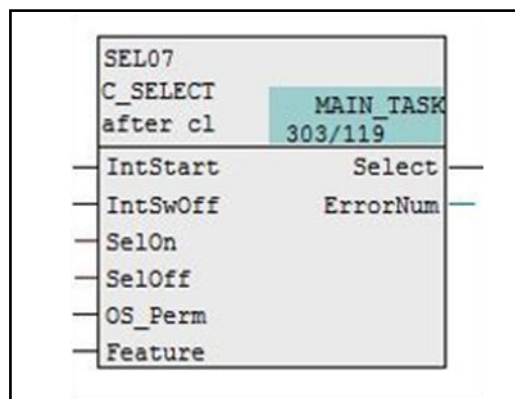 SEL07
C_SELECT
MAIN_TASK
after cl
303/119
IntStart Select
IntSwOff ErrorNum
SelOn
SelOff
OS_Perm
Feature